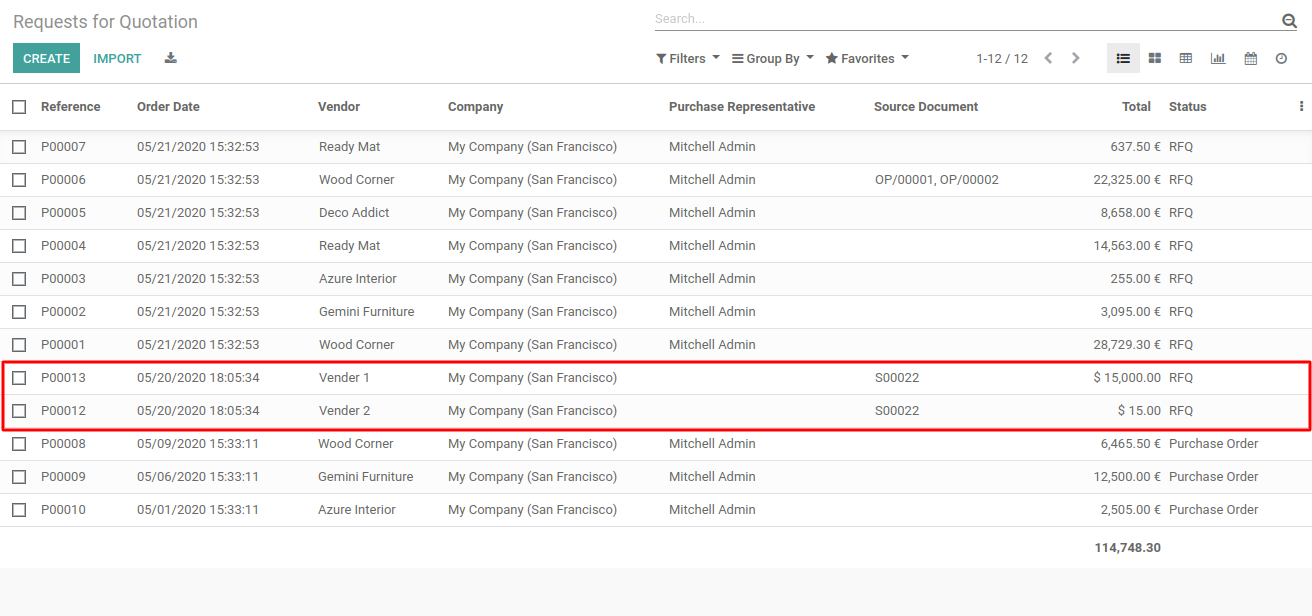 Requests for Quotation
Search...
CREATE IMPORT Filters Group By Favorites 1-12 / 12
Reference Order Date Vendor Company Purchase Representative Source Document Total Status
P00007 05/21/2020 15:32:53 Ready Mat My Company (San Francisco) Mitchell Admin 637.50 € RFQ
P00006 05/21/2020 15:32:53 Wood Corner My Company (San Francisco) Mitchell Admin OP/00001, OP/00002 22,325.00 € RFQ
P00005 05/21/2020 15:32:53 Deco Addict My Company (San Francisco) Mitchell Admin 8,658.00 € RFQ
P00004 05/21/2020 15:32:53 Ready Mat My Company (San Francisco) Mitchell Admin 14,563.00 € RFQ
P00003 05/21/2020 15:32:53 Azure Interior My Company (San Francisco) Mitchell Admin 255.00 € RFQ
P00002 05/21/2020 15:32:53 Gemini Furniture My Company (San Francisco) Mitchell Admin 3,095.00 € RFQ
P00001 05/21/2020 15:32:53 Wood Corner My Company (San Francisco) Mitchell Admin 28,729.30 € RFQ
P00013 05/20/2020 18:05:34 Vender 1 My Company (San Francisco) S00022 $ 15,000.00 RFQ
P00012 05/20/2020 18:05:34 Vender 2 My Company (San Francisco) S00022 $ 15.00 RFQ
P00008 05/09/2020 15:33:11 Wood Corner My Company (San Francisco) Mitchell Admin 6,465.50 € Purchase Order
P00009 05/06/2020 15:33:11 Gemini Furniture My Company (San Francisco) Mitchell Admin 12,500.00 € Purchase Order
P00010 05/01/2020 15:33:11 Azure Interior My Company (San Francisco) Mitchell Admin 2,505.00 € Purchase Order
114,748.30